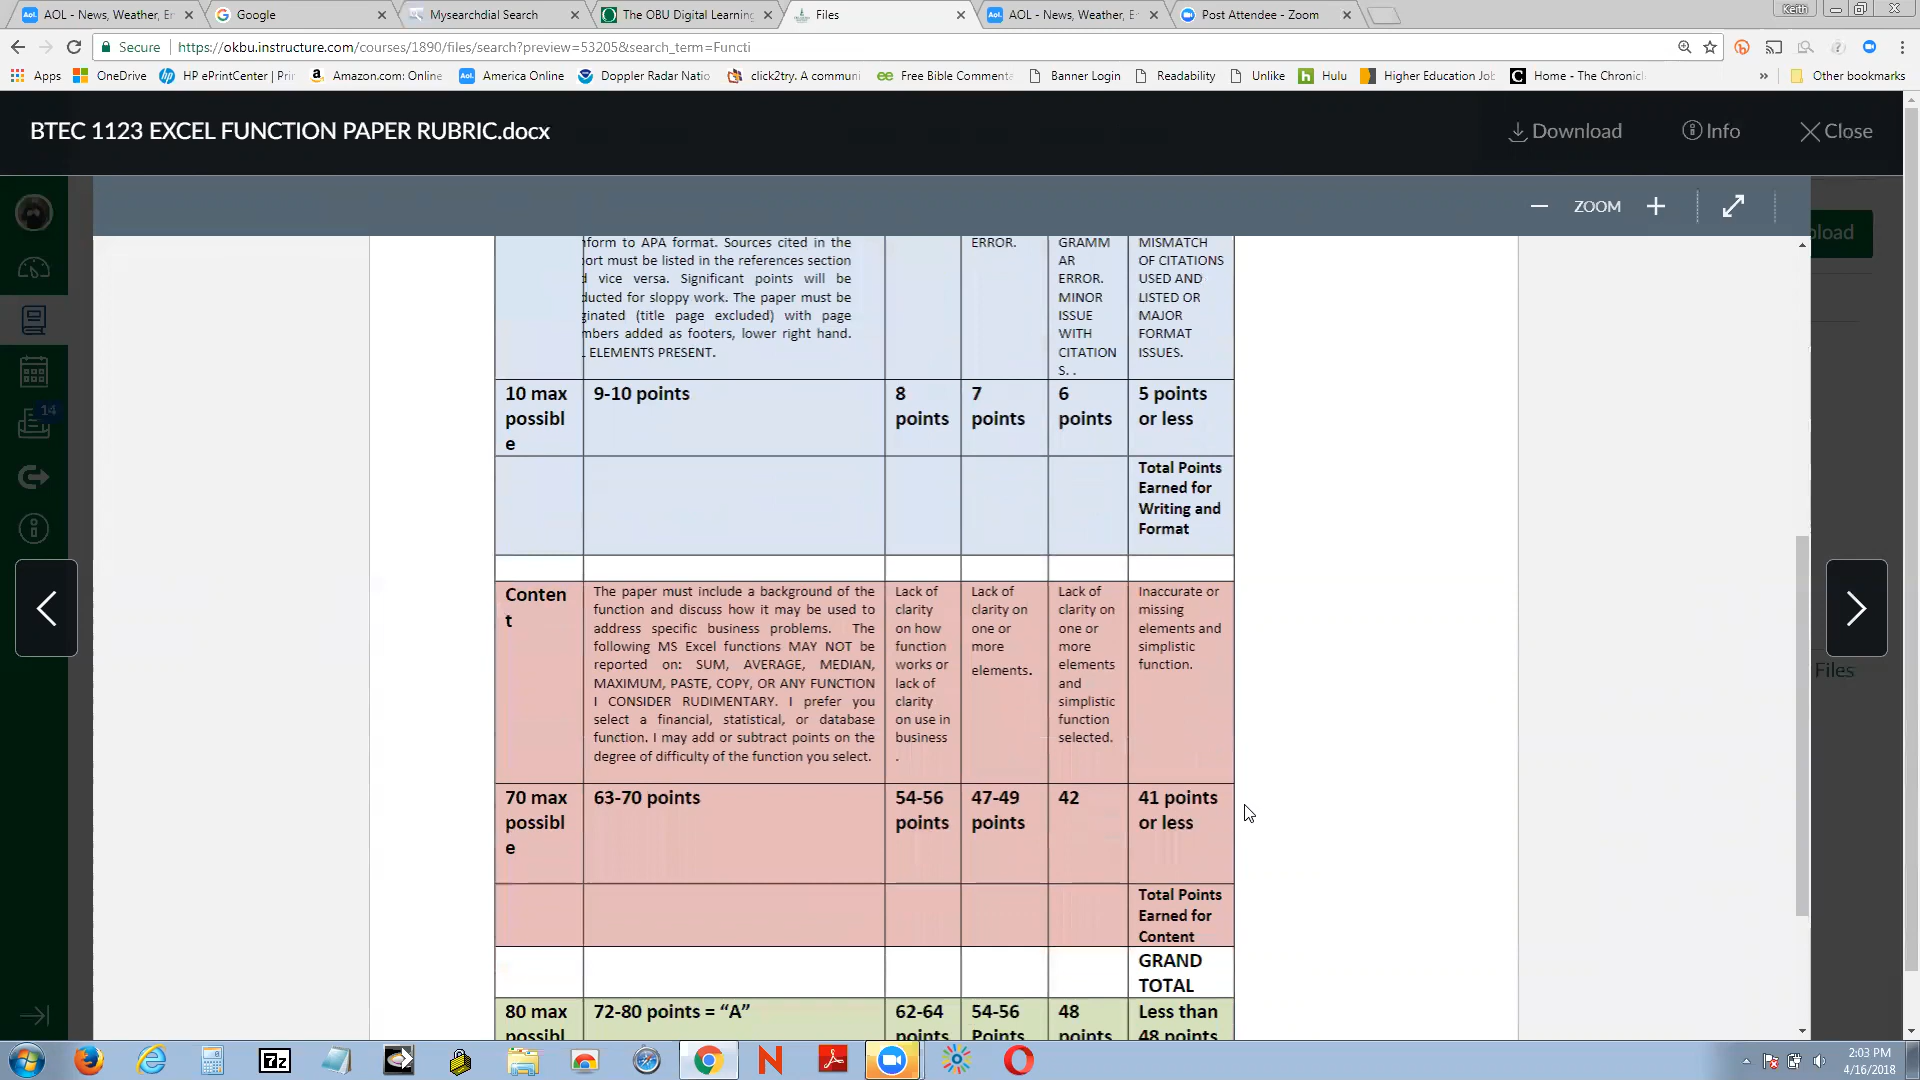 AOL - News, Weather, En
Google
Mysearchdial Search
The OBU Digital Learning
Files
AOL - News, Weather, E
Post Attendee - Zoom
Keith
Secure
https://okbu.instructure.com/courses/1890/files/search?preview=53205&search_term=Functi
Apps
OneDrive
HP ePrintCenter | Prin
Amazon.com: Online
America Online
Doppler Radar Natio
click2try. A communi
Free Bible Commenta
Banner Login
Readability
Unlike
Hulu
Higher Education Job
Home - The Chronicl
Other bookmarks
BTEC 1123 EXCEL FUNCTION PAPER RUBRIC.docx
Download
Info
Close
ZOOM
14
Files
nform to APA format. Sources cited in the
ort must be listed in the references section
d vice versa. Significant points will be
ducted for sloppy work. The paper must be
ginated (title page excluded) with page
mbers added as footers, lower right hand.
ELEMENTS PRESENT.
ERROR.
GRAMM
AR
ERROR.
MINOR
ISSUE
WITH
CITATION
S. .
MISMATCH
OF CITATIONS
USED AND
LISTED OR
MAJOR
FORMAT
ISSUES.
10 max
possibl
e
9-10 points
8
points
7
points
6
points
5 points
or less
Total Points
Earned for
Writing and
Format
Conten
t
The paper must include a background of the
function and discuss how it may be used to
address specific business problems. The
following MS Excel functions MAY NOT be
reported on: SUM, AVERAGE, MEDIAN,
MAXIMUM, PASTE, COPY, OR ANY FUNCTION
I CONSIDER RUDIMENTARY. I prefer you
select a financial, statistical, or database
function. I may add or subtract points on the
degree of difficulty of the function you select.
Lack of
clarity
on how
function
works or
lack of
clarity
on use in
business
.
Lack of
clarity on
one or
more
elements.
Lack of
clarity on
one or
more
elements
and
simplistic
function
selected.
Inaccurate or
missing
elements and
simplistic
function.
70 max
possibl
e
63-70 points
54-56
points
47-49
points
42
41 points
or less
Total Points
Earned for
Content
GRAND
TOTAL
80 max
possibl
72-80 points = “A”
62-64
points
54-56
Points
48
points
Less than
48 points
7z
2:03 PM
4/16/2018